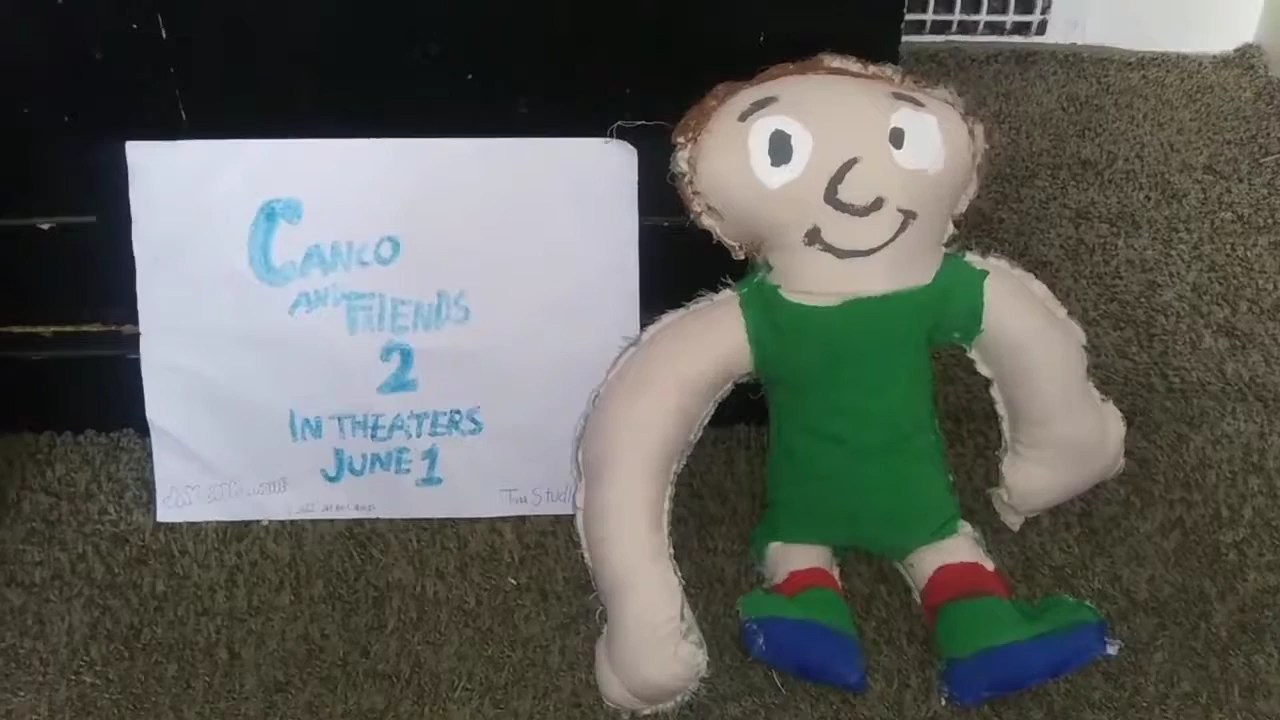 CANCO
AND FRIENDS
2
IN THEATERS
JUNE 1